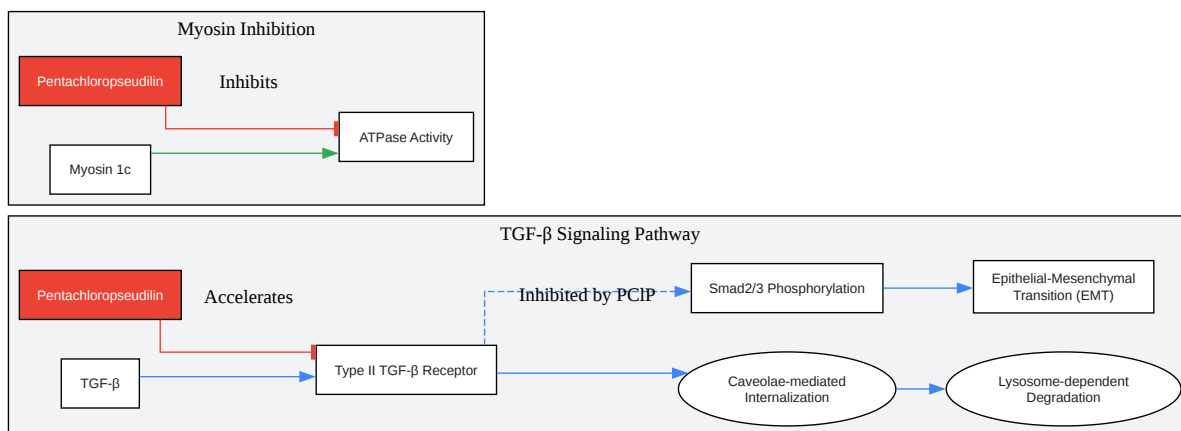 Myosin Inhibition
Pentachloropseudilin
Inhibits
ATPase Activity
Myosin 1c
TGF-β Signaling Pathway
Pentachloropseudilin
Accelerates
Inhibited by PClP
Smad2/3 Phosphorylation
Epithelial-Mesenchymal
Transition (EMT)
TGF-β
Type II TGF-β Receptor
Caveolae-mediated
Internalization
Lysosome-dependent
Degradation